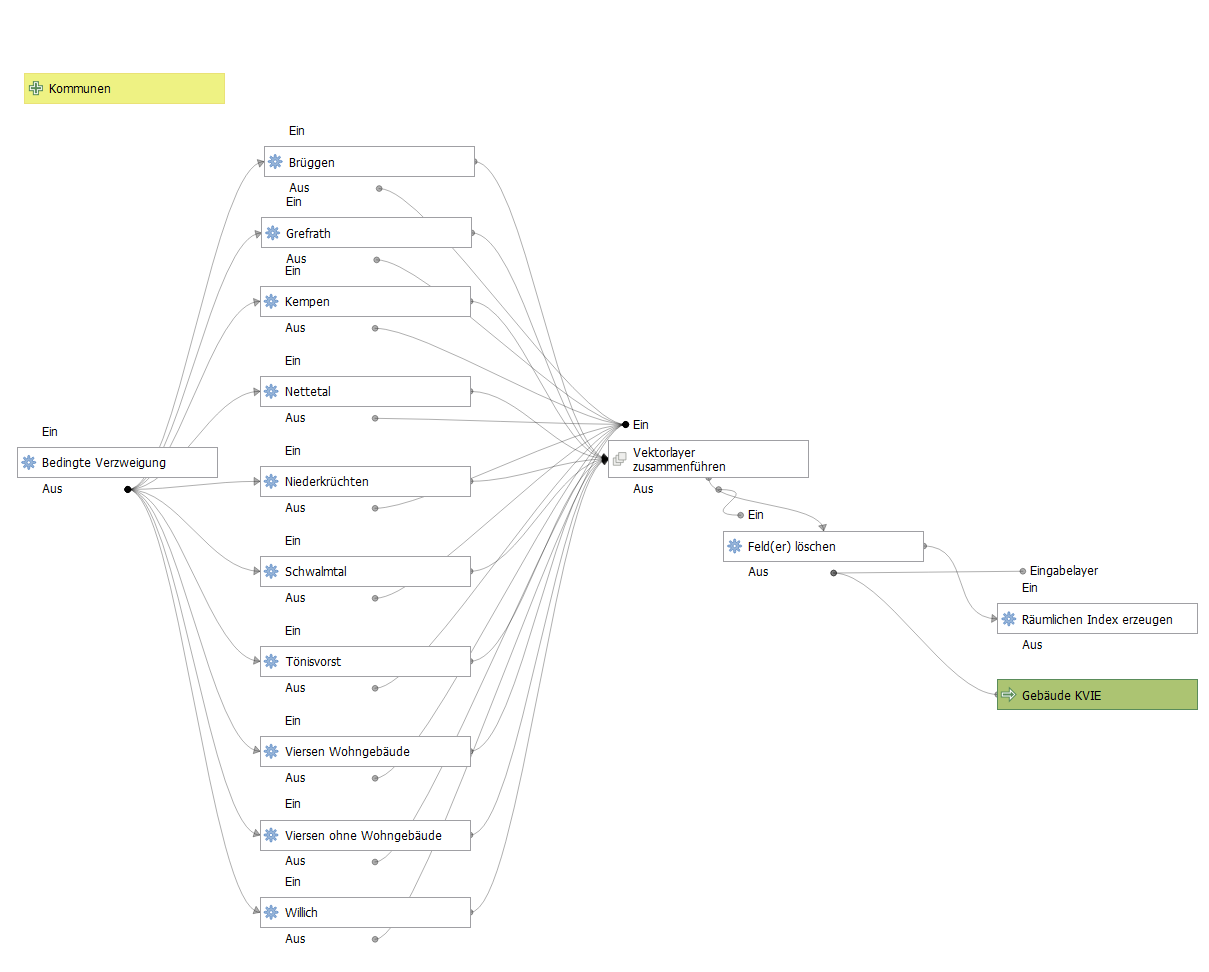 Kommunen
Ein
Brüggen
Aus
Ein
Grefrath
Aus
Ein
Kempen
Aus
Ein
Nettetal
Aus
Ein
Bedingte Verzweigung
Aus
Ein
Niederkrüchten
Aus
Ein
Schwalmtal
Aus
Ein
Tönisvorst
Aus
Ein
Viersen Wohngebäude
Aus
Ein
Viersen ohne Wohngebäude
Aus
Ein
Willich
Aus
Ein
Vektorlayer
zusammenführen
Aus
Ein
Feld(er) löschen
Aus
Eingabelayer
Ein
Räumlichen Index erzeugen
Aus
Gebäude KVIE